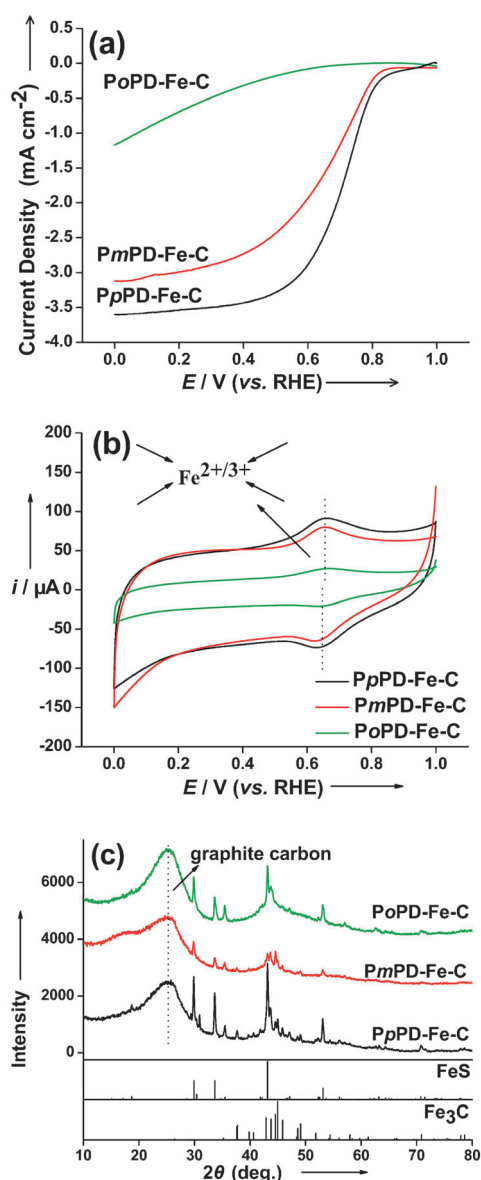 (a)
0.5
0.0
-0.5
-1.0
-1.5
-2.0
-2.5
-3.0
-3.5
-4.0
Current Density (mA cm-2)
PoPD-Fe-C
PmPD-Fe-C
PpPD-Fe-C
0.0 0.2 0.4 0.6 0.8 1.0
E / V (vs. RHE)
(b)
Fe2+/3+
200
150
100
50
0
-50
-100
-150
-200
i / µA
PpPD-Fe-C
PmPD-Fe-C
PoPD-Fe-C
0.0 0.2 0.4 0.6 0.8 1.0
E / V (vs. RHE)
(c)
graphite carbon
6000
4000
2000
0
Intensity
PoPD-Fe-C
PmPD-Fe-C
PpPD-Fe-C
FeS
Fe3C
10 20 30 40 50 60 70 80
2θ (deg.)